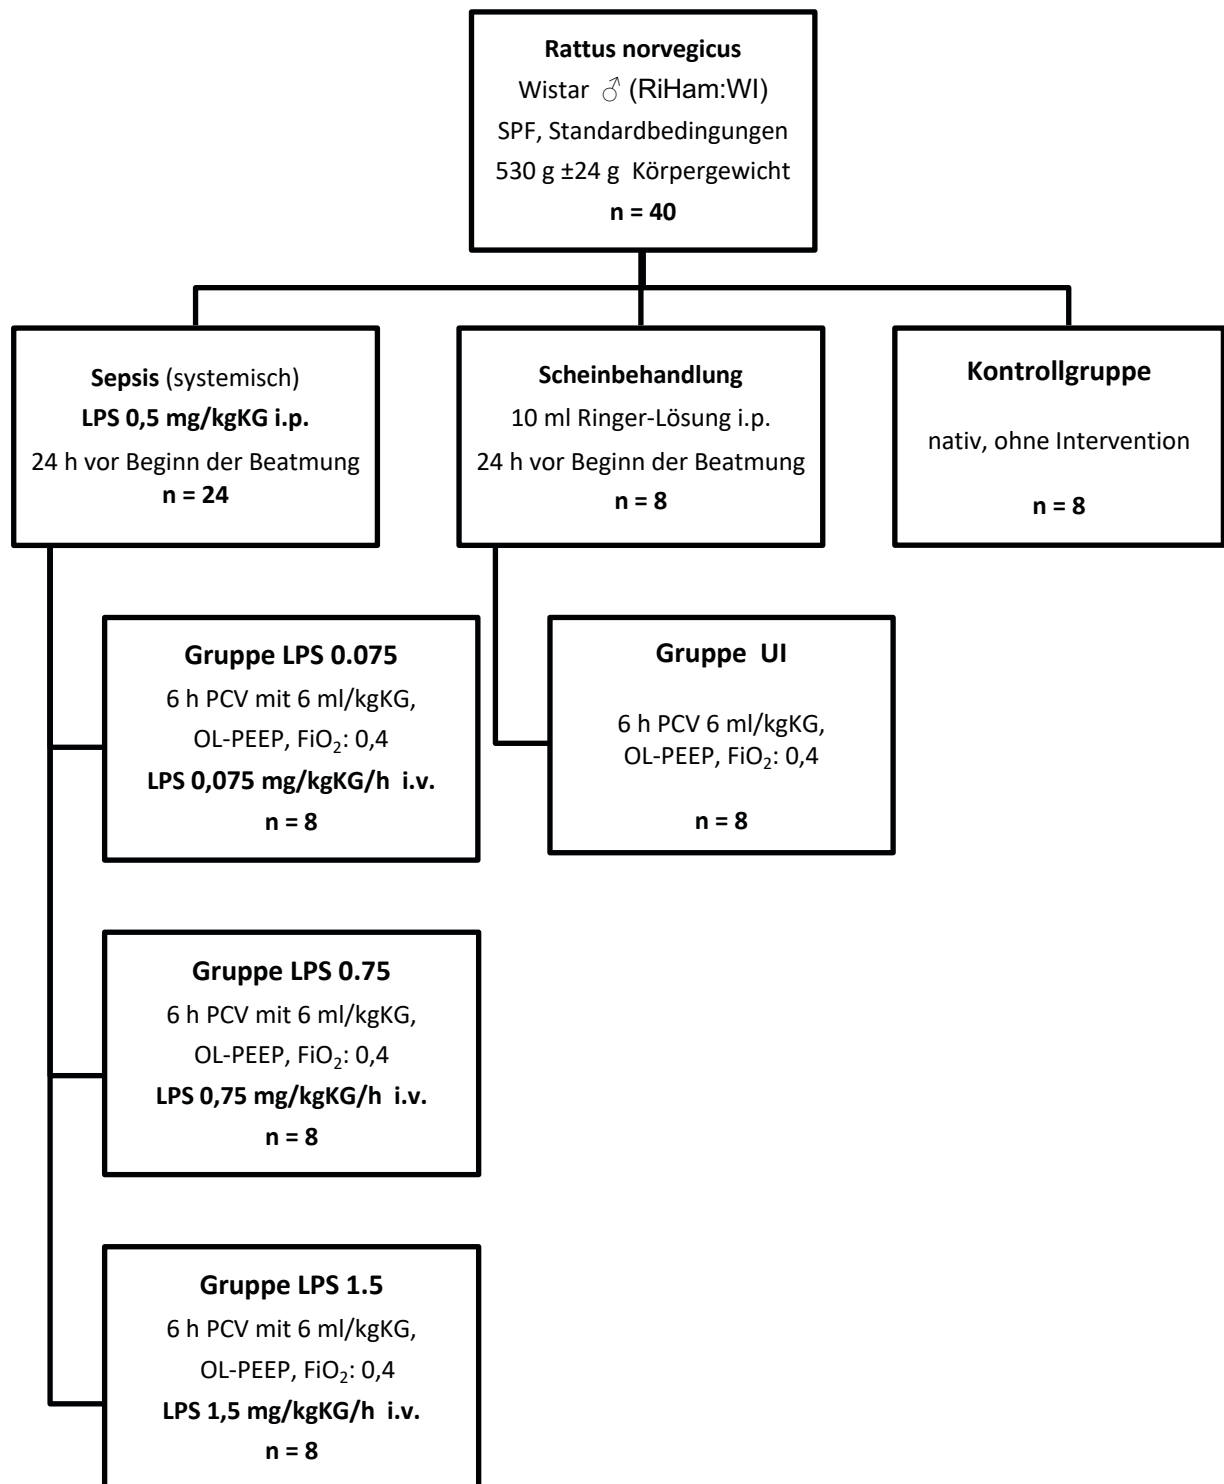 Rattus norvegicus
Wistar ♂ (RiHam:WI)
SPF, Standardbedingungen
530 g ±24 g Körpergewicht
n = 40
Sepsis (systemisch)
LPS 0,5 mg/kgKG i.p.
24 h vor Beginn der Beatmung
n = 24
Scheinbehandlung
10 ml Ringer-Lösung i.p.
24 h vor Beginn der Beatmung
n = 8
Kontrollgruppe
nativ, ohne Intervention
n = 8
Gruppe LPS 0.075
6 h PCV mit 6 ml/kgKG,
OL-PEEP, FiO₂: 0,4
LPS 0,075 mg/kgKG/h i.v.
n = 8
Gruppe UI
6 h PCV 6 ml/kgKG,
OL-PEEP, FiO₂: 0,4
n = 8
Gruppe LPS 0.75
6 h PCV mit 6 ml/kgKG,
OL-PEEP, FiO₂: 0,4
LPS 0,75 mg/kgKG/h i.v.
n = 8
Gruppe LPS 1.5
6 h PCV mit 6 ml/kgKG,
OL-PEEP, FiO₂: 0,4
LPS 1,5 mg/kgKG/h i.v.
n = 8